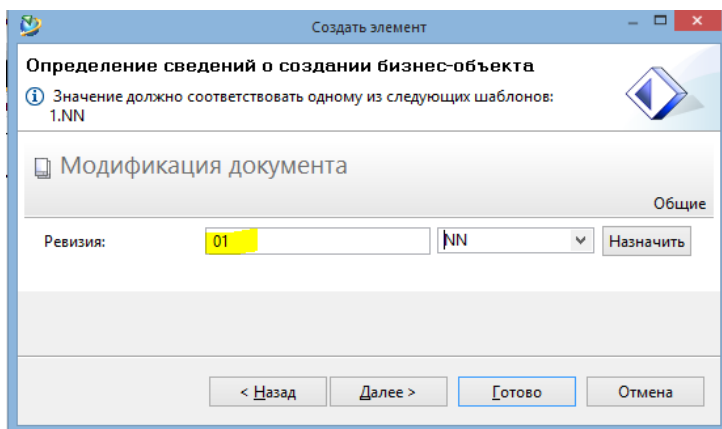 Создать элемент
Определение сведений о создании бизнес-объекта
Значение должно соответствовать одному из следующих шаблонов:
1.NN
Модификация документа
Общие
Ревизия: 01 NN Назначить
< Назад Далее > Готово Отмена